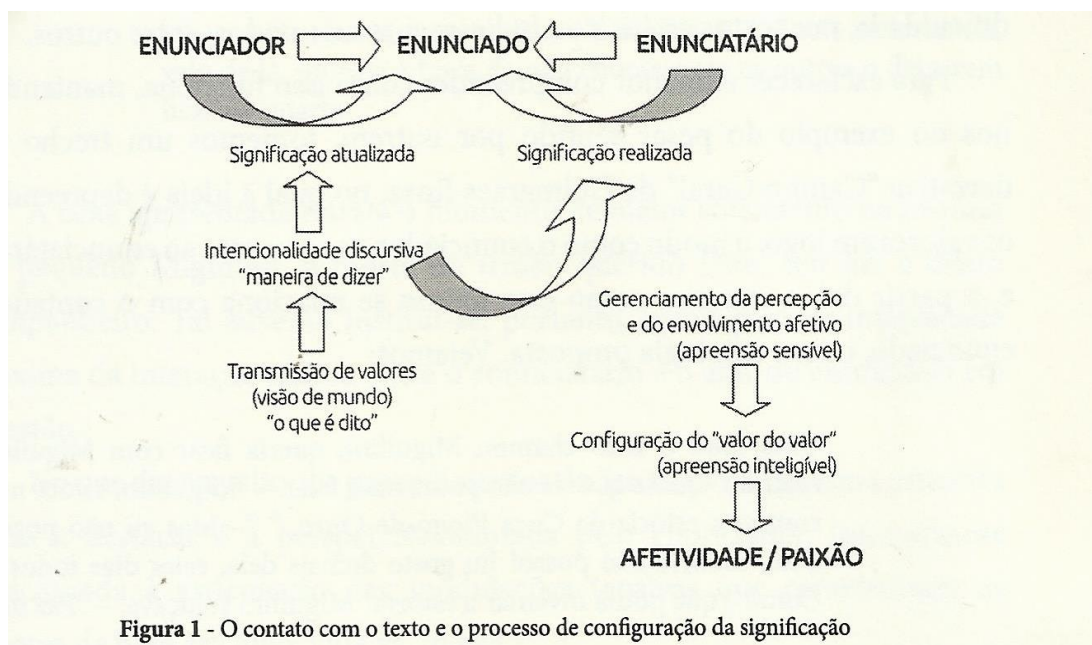 ENUNCIADOR ENUNCIADO ENUNCIATÁRIO
Significação atualizada
Significação realizada
Intencionalidade discursiva
“maneira de dizer”
Gerenciamento da percepção
e do envolvimento afetivo
(apreensão sensível)
Transmissão de valores
(visão de mundo)
“o que é dito”
Configuração do “valor do valor”
(apreensão inteligível)
AFETIVIDADE / PAIXÃO
Figura 1 - O contato com o texto e o processo de configuração da significação